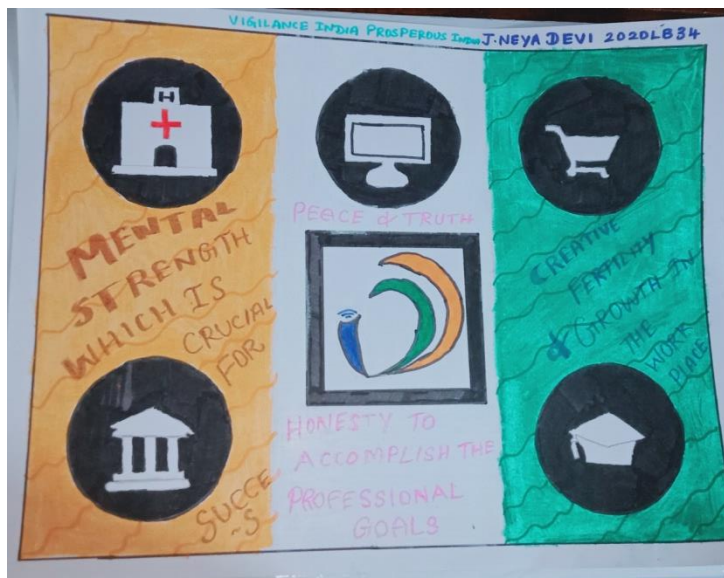 VIGILANCE INDIA PROSPEROUS INDIA J.NEYA DEVI 2020LB34
H
MENTAL
STRENGTH
WHICH IS
CRUCIAL
FOR
SUCCE
-S
PEACE & TRUTH
HONESTY TO
ACCOMPLISH THE
PROFESSIONAL
GOALS
CREATIVE
FERTINITY
& GROWTH IN
THE
WORK
PLACE